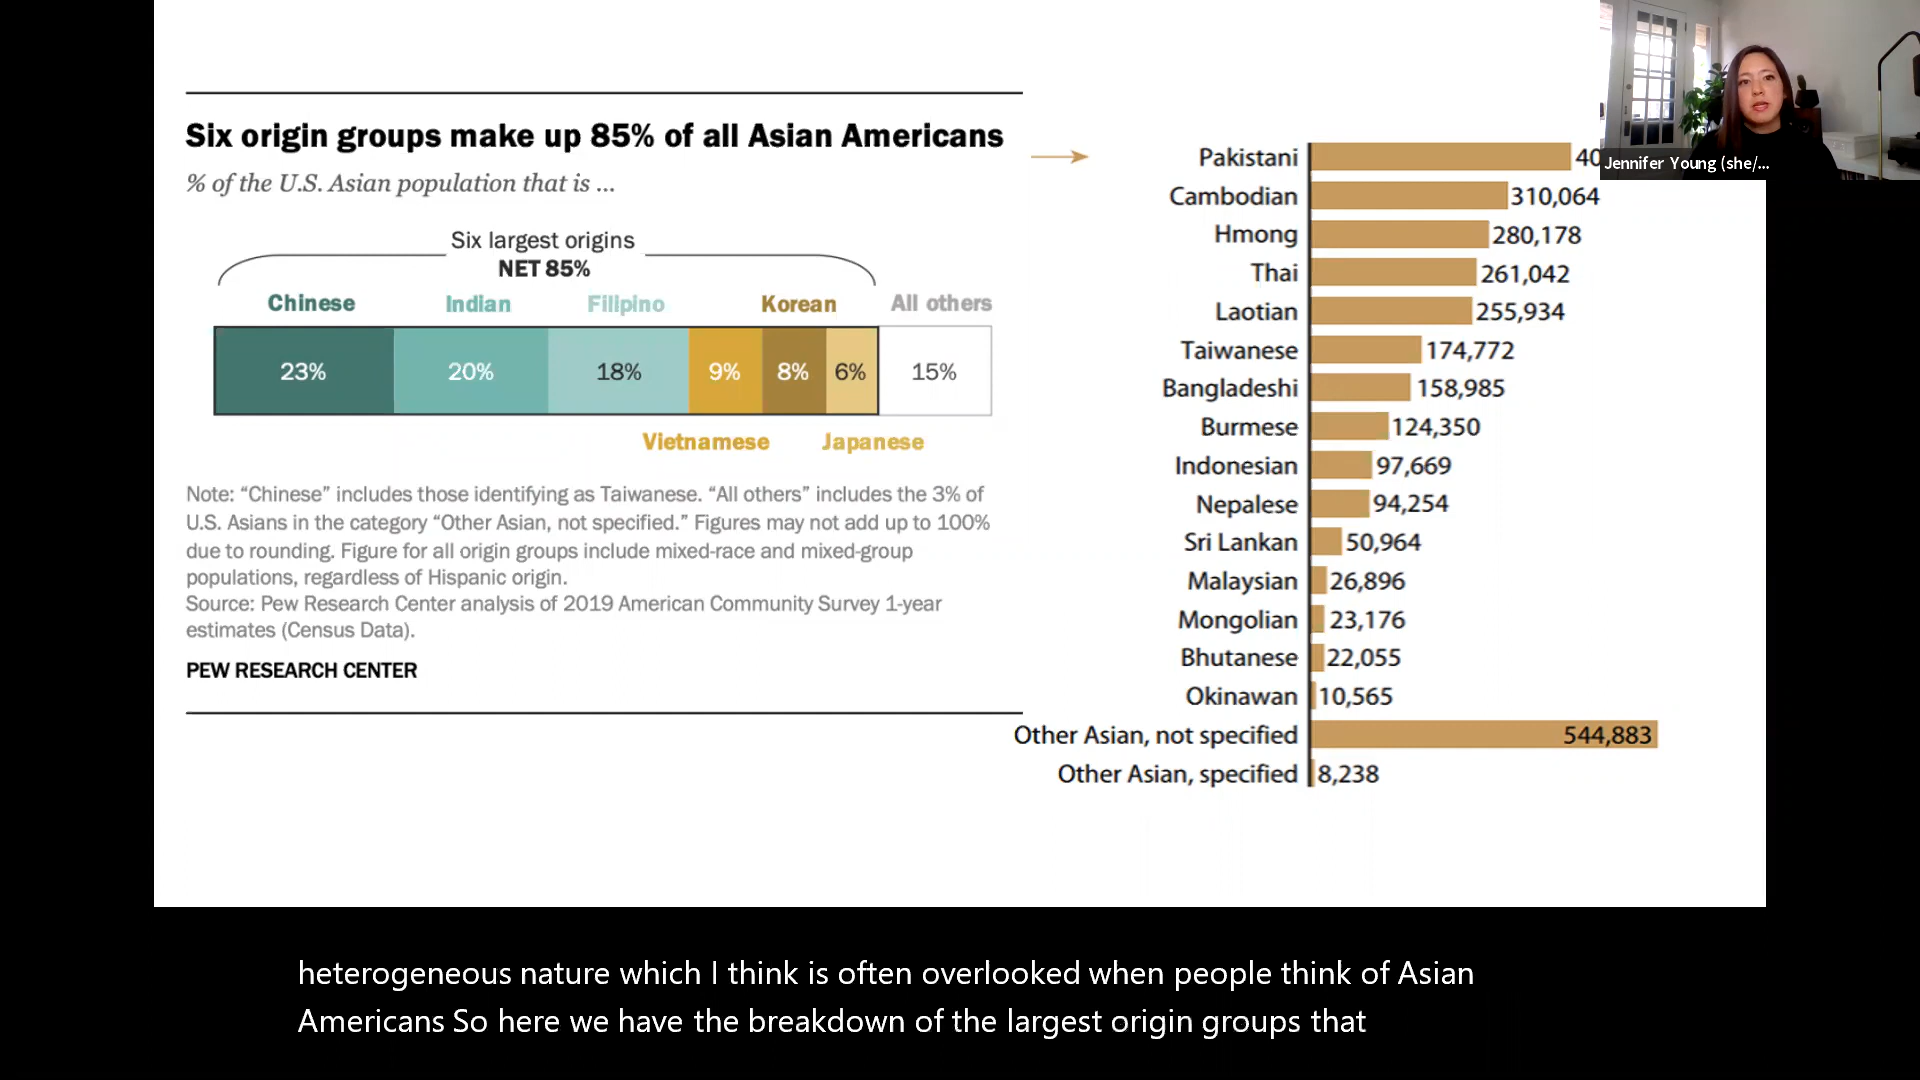 Six origin groups make up 85% of all Asian Americans
% of the U.S. Asian population that is ...
Six largest origins
NET 85%
Chinese Indian Filipino Korean All others
23% 20% 18% 9% 8% 6% 15%
Vietnamese Japanese
Note: “Chinese” includes those identifying as Taiwanese. “All others” includes the 3% of
U.S. Asians in the category “Other Asian, not specified.” Figures may not add up to 100%
due to rounding. Figure for all origin groups include mixed-race and mixed-group
populations, regardless of Hispanic origin.
Source: Pew Research Center analysis of 2019 American Community Survey 1-year
estimates (Census Data).
PEW RESEARCH CENTER
Pakistani 40
Cambodian 310,064
Hmong 280,178
Thai 261,042
Laotian 255,934
Taiwanese 174,772
Bangladeshi 158,985
Burmese 124,350
Indonesian 97,669
Nepalese 94,254
Sri Lankan 50,964
Malaysian 26,896
Mongolian 23,176
Bhutanese 22,055
Okinawan 10,565
Other Asian, not specified 544,883
Other Asian, specified 8,238
Jennifer Young (she/...
heterogeneous nature which I think is often overlooked when people think of Asian
Americans So here we have the breakdown of the largest origin groups that